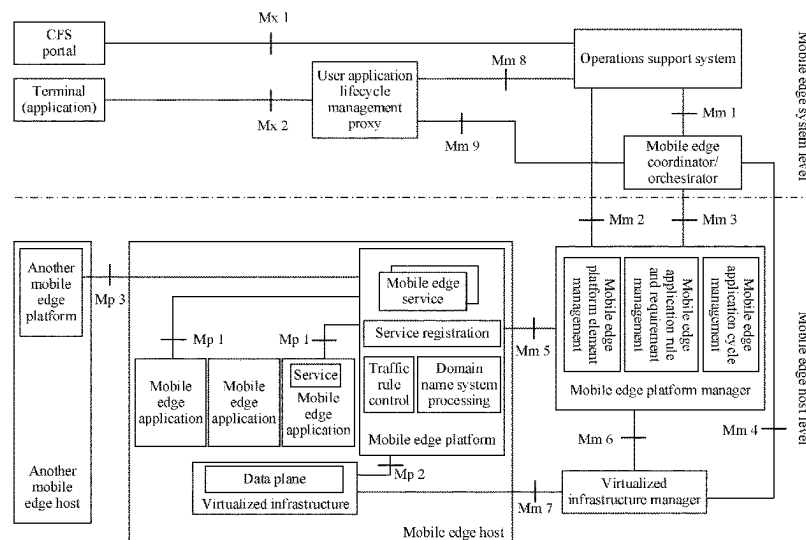 CFS
portal
Mx 1
Operations support system
Mobile edge system level
Terminal
(application)
Mx 2
User application
lifecycle
management
proxy
Mm 8
Mm 9
Mm 1
Mobile edge
coordinator/
orchestrator
Mm 2
Mm 3
Another
mobile
edge
platform
Mp 3
Mobile edge
service
Mp 1
Mp 1
Service registration
Mm 5
Mobile edge
platform element
management
Mobile edge
application rule
and requirement
management
Mobile edge
application cycle
management
Mobile edge platform manager
Mobile edge host level
Mobile edge
application
Mobile edge
application
Service
Mobile
edge
application
Traffic
rule
control
Domain
name system
processing
Mobile edge platform
Mm 6
Mm 4
Another
mobile
edge host
Mp 2
Data plane
Virtualized infrastructure
Mm 7
Virtualized
infrastructure manager
Mobile edge host